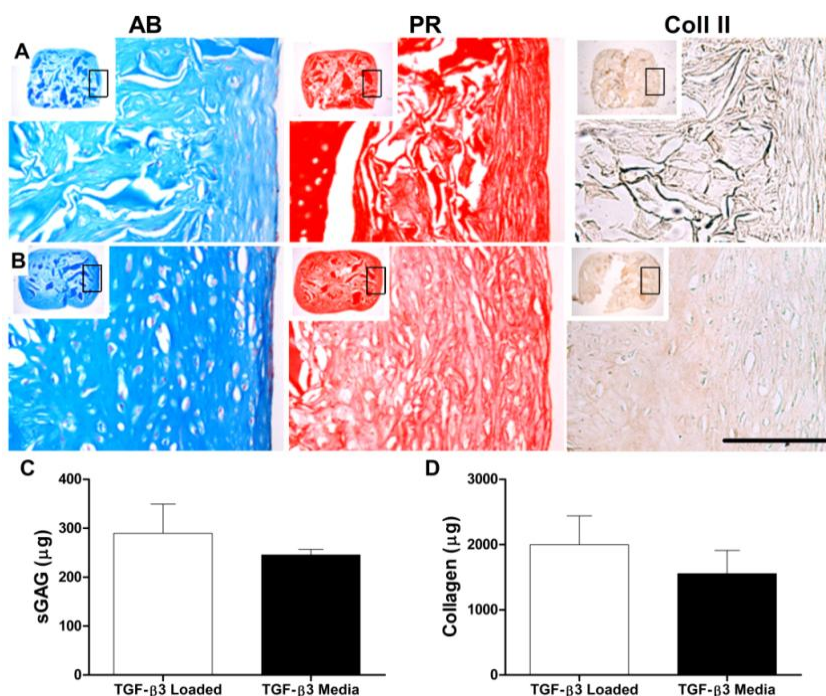 AB PR Coll II
A
B
C D
400 3000
300
200 2000
100 1000
0 0
sGAG (μg) Collagen (μg)
TGF-β3 Loaded TGF-β3 Media TGF-β3 Loaded TGF-β3 Media